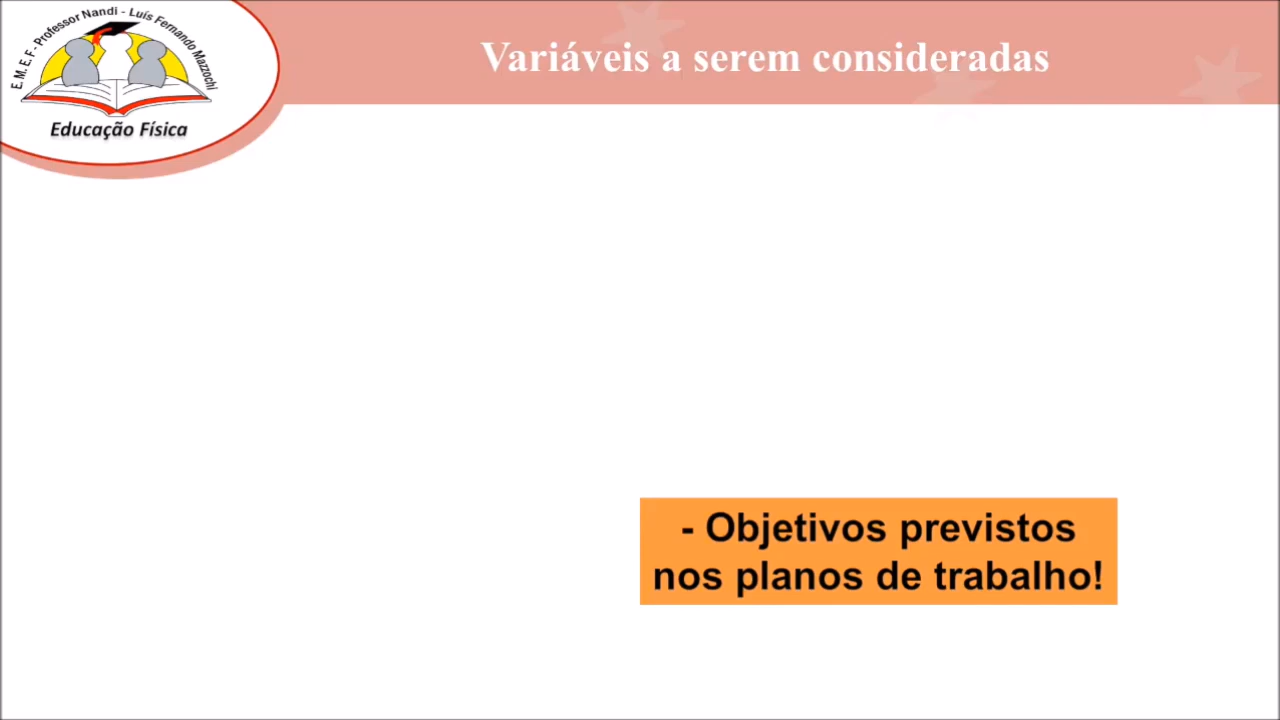 E.M.E.F - Professor Nandi - Luís Fernando Mazzochi
Educação Física
Variáveis a serem consideradas
- Objetivos previstos
nos planos de trabalho!